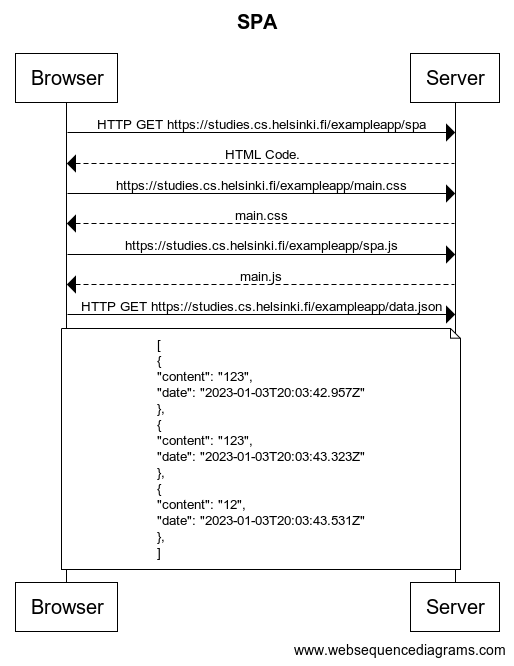 SPA
Browser
Server
HTTP GET https://studies.cs.helsinki.fi/exampleapp/spa
HTML Code.
https://studies.cs.helsinki.fi/exampleapp/main.css
main.css
https://studies.cs.helsinki.fi/exampleapp/spa.js
main.js
HTTP GET https://studies.cs.helsinki.fi/exampleapp/data.json
[
{
"content": "123",
"date": "2023-01-03T20:03:42.957Z"
},
{
"content": "123",
"date": "2023-01-03T20:03:43.323Z"
},
{
"content": "12",
"date": "2023-01-03T20:03:43.531Z"
},
]
Browser
Server
www.websequencediagrams.com